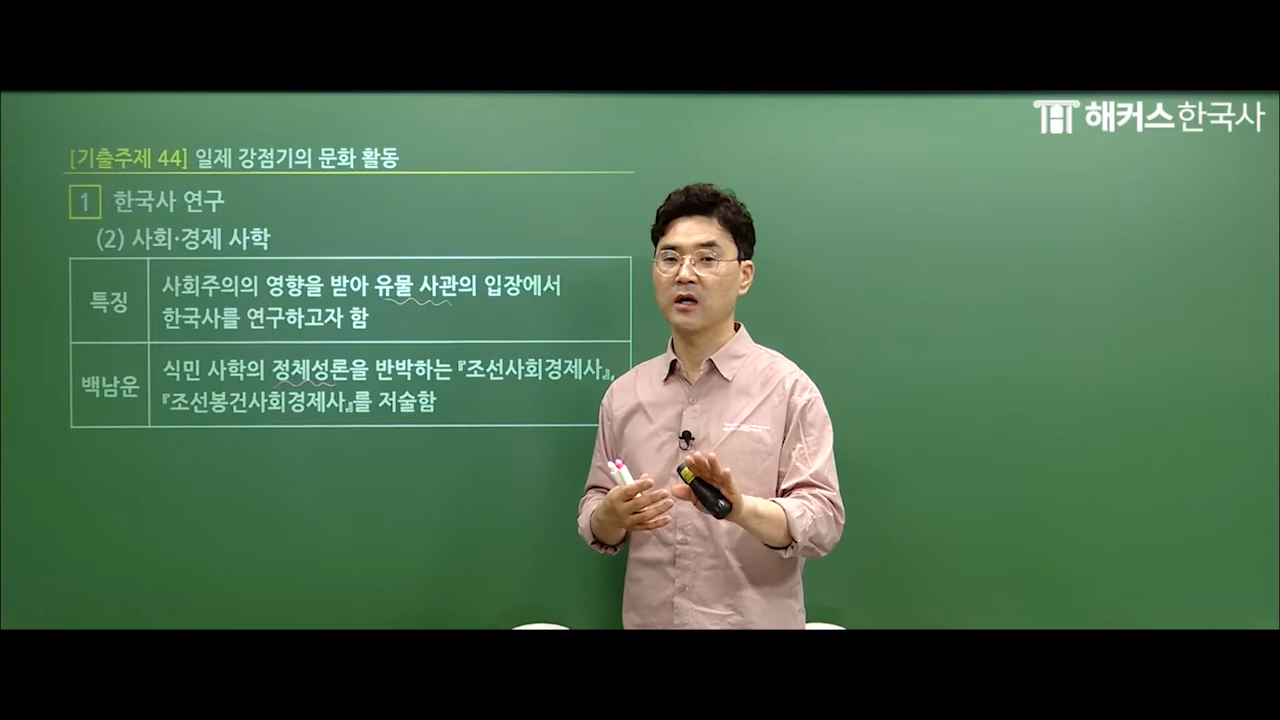 해커스한국사
[기출주제 44] 일제 강점기의 문화 활동
1 한국사 연구
(2) 사회·경제 사학
특징
사회주의의 영향을 받아 유물 사관의 입장에서
한국사를 연구하고자 함
백남운
식민 사학의 정체성론을 반박하는 『조선사회경제사』,
『조선봉건사회경제사』를 저술함